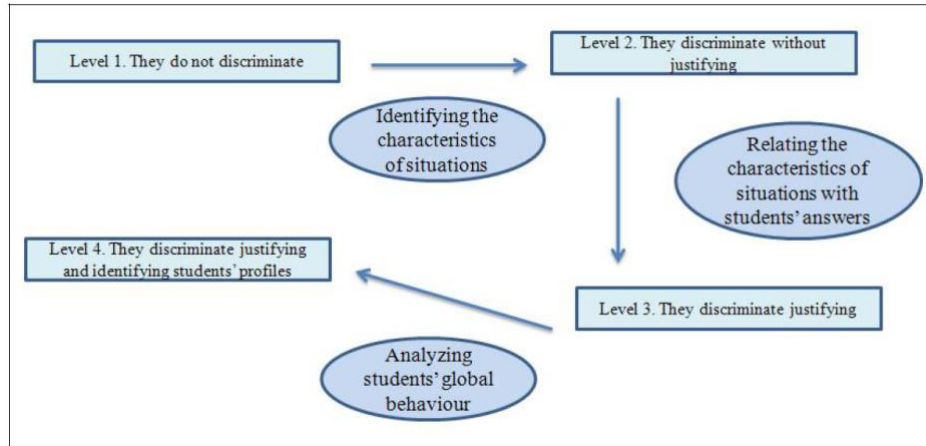 Level 1. They do not discriminate
Level 2. They discriminate without
justifying
Identifying the
characteristics
of situations
Relating the
characteristics of
situations with
students' answers
Level 4. They discriminate justifying
and identifying students' profiles
Level 3. They discriminate justifying
Analyzing
students' global
behaviour